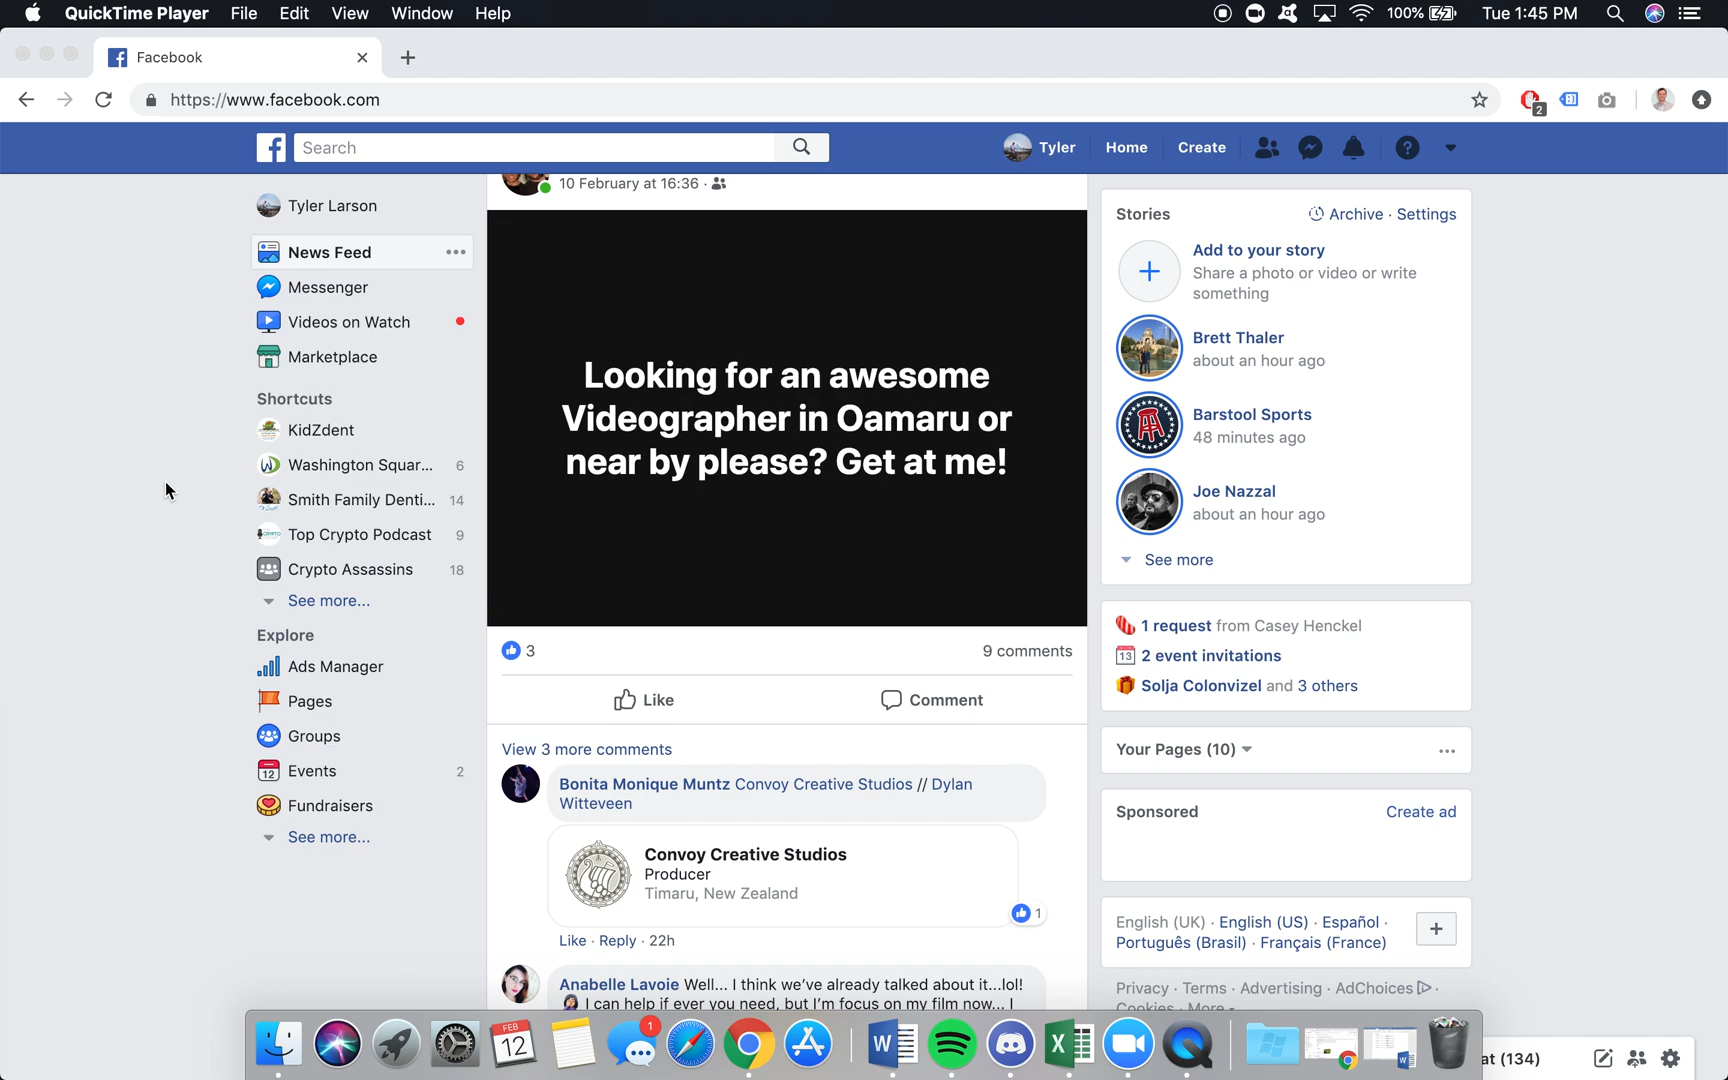 QuickTime Player File Edit View Window Help 100% Tue 1:45 PM
Facebook
https://www.facebook.com
2
Search
Tyler Home Create
Tyler Larson
News Feed
Messenger
Videos on Watch
Marketplace
Shortcuts
KidZdent
Washington Squar... 6
Smith Family Denti... 14
Top Crypto Podcast 9
Crypto Assassins 18
See more...
Explore
Ads Manager
Pages
Groups
Events 2
Fundraisers
See more...
10 February at 16:36 ·
Looking for an awesome
Videographer in Oamaru or
near by please? Get at me!
3 9 comments
Like Comment
View 3 more comments
Bonita Monique Muntz Convoy Creative Studios // Dylan
Witteveen
Convoy Creative Studios
Producer
Timaru, New Zealand
1
Like · Reply · 22h
Anabelle Lavoie Well... I think we've already talked about it...lol!
I can help if ever you need, but I'm focus on my film now... I
Stories Archive · Settings
Add to your story
Share a photo or video or write
something
Brett Thaler
about an hour ago
Barstool Sports
48 minutes ago
Joe Nazzal
about an hour ago
See more
1 request from Casey Henckel
13 2 event invitations
Solja Colonvizel and 3 others
Your Pages (10)
Sponsored Create ad
English (UK) · English (US) · Español ·
Português (Brasil) · Français (France)
Privacy · Terms · Advertising · AdChoices ·
Cookies · More
FEB
12
1
at (134)